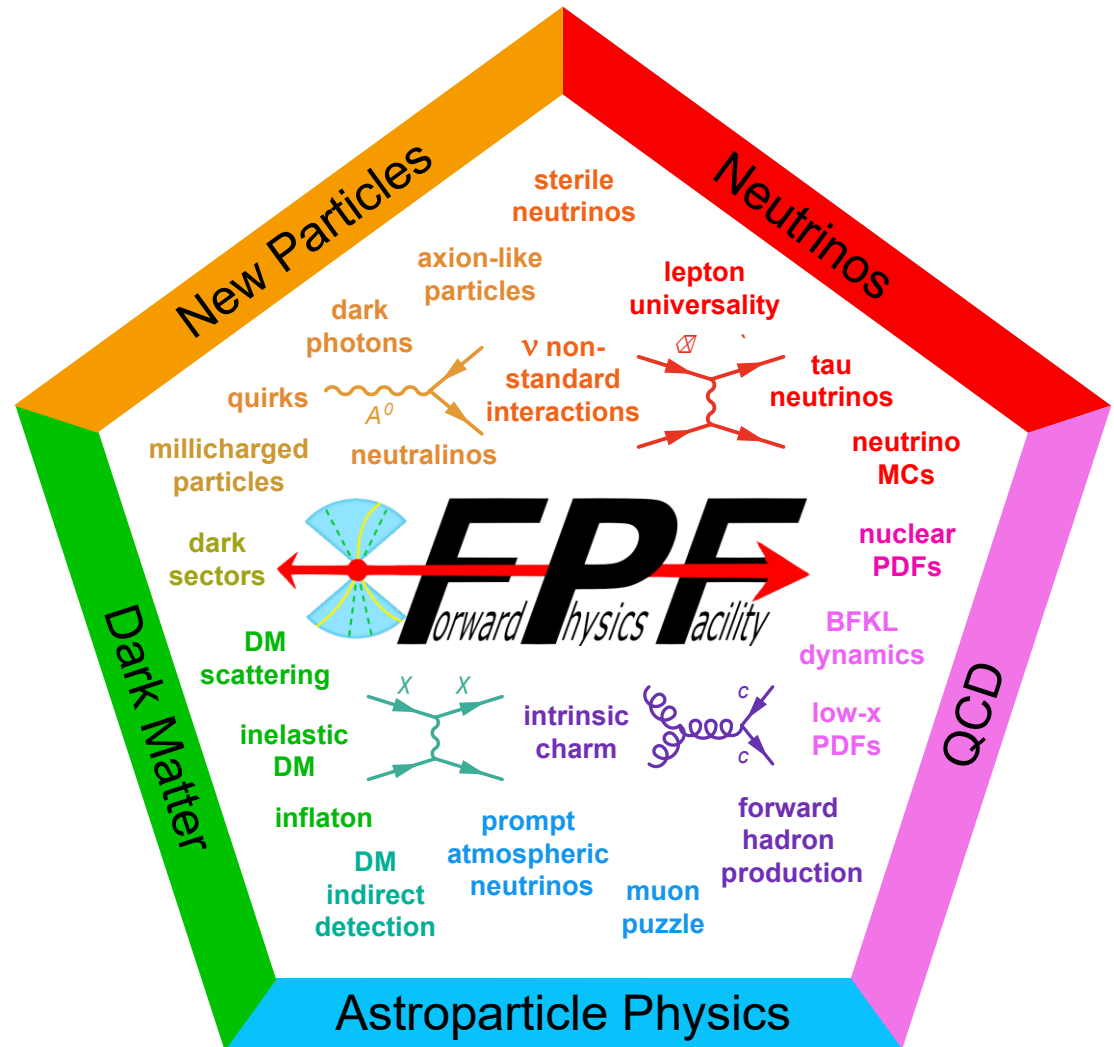 New Particles
Neutrinos
sterile
neutrinos
axion-like
particles
lepton
universality
dark
photons
ν non-
standard
interactions
tau
neutrinos
quirks
A⁰
neutralinos
millicharged
particles
neutrino
MCs
dark
sectors
FPF
Forward Physics Facility
nuclear
PDFs
Dark Matter
QCD
DM
scattering
BFKL
dynamics
X X
inelastic
DM
intrinsic
charm
c
c
low-x
PDFs
inflaton
prompt
atmospheric
neutrinos
forward
hadron
production
DM
indirect
detection
muon
puzzle
Astroparticle Physics